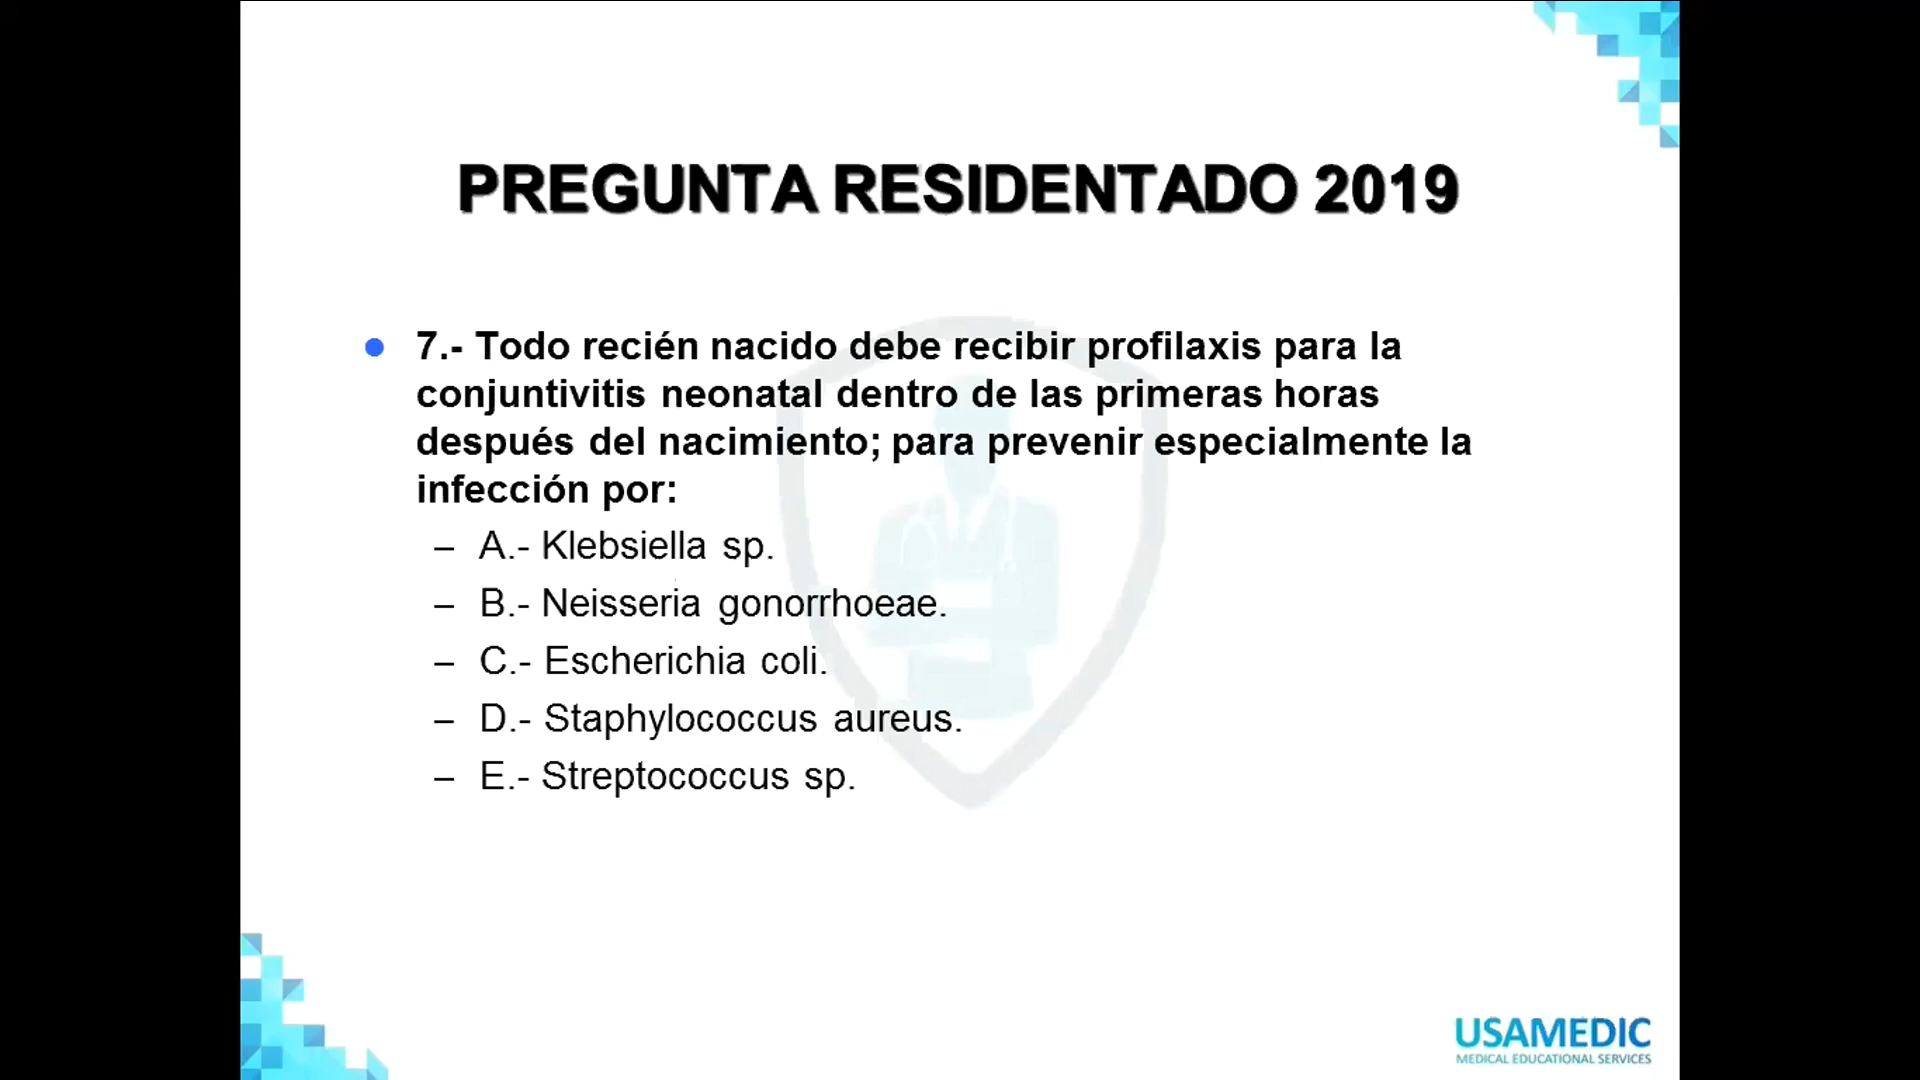 PREGUNTA RESIDENTADO 2019
● 7.- Todo recién nacido debe recibir profilaxis para la
conjuntivitis neonatal dentro de las primeras horas
después del nacimiento; para prevenir especialmente la
infección por:
– A.- Klebsiella sp.
– B.- Neisseria gonorrhoeae.
– C.- Escherichia coli.
– D.- Staphylococcus aureus.
– E.- Streptococcus sp.
USAMEDIC
MEDICAL EDUCATIONAL SERVICES